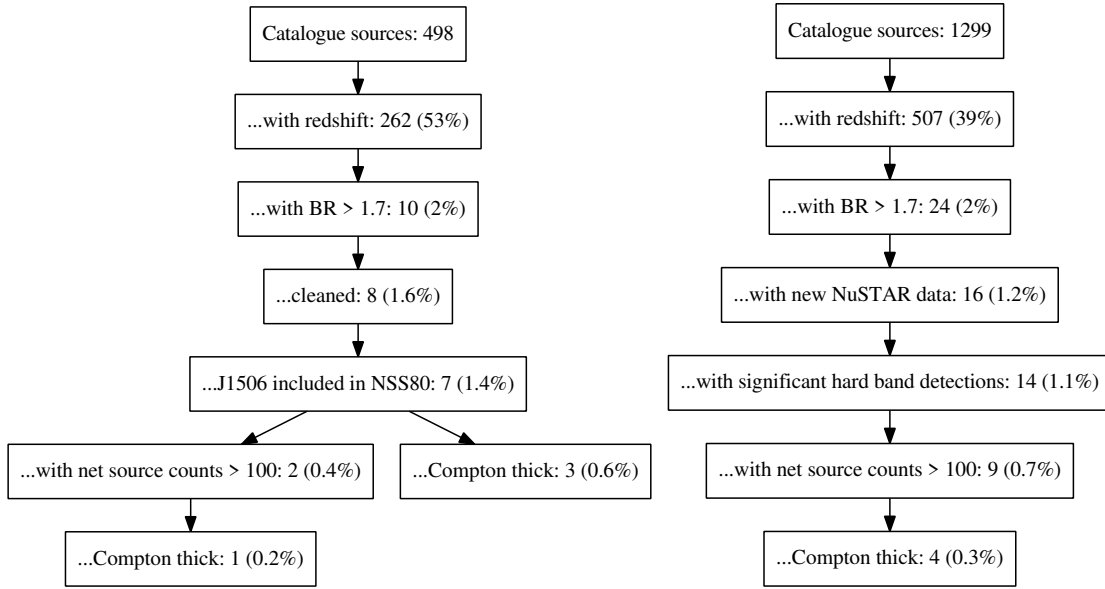 Catalogue sources: 498
...with redshift: 262 (53%)
...with BR > 1.7: 10 (2%)
...cleaned: 8 (1.6%)
...J1506 included in NSS80: 7 (1.4%)
...with net source counts > 100: 2 (0.4%)
...Compton thick: 3 (0.6%)
...Compton thick: 1 (0.2%)
Catalogue sources: 1299
...with redshift: 507 (39%)
...with BR > 1.7: 24 (2%)
...with new NuSTAR data: 16 (1.2%)
...with significant hard band detections: 14 (1.1%)
...with net source counts > 100: 9 (0.7%)
...Compton thick: 4 (0.3%)